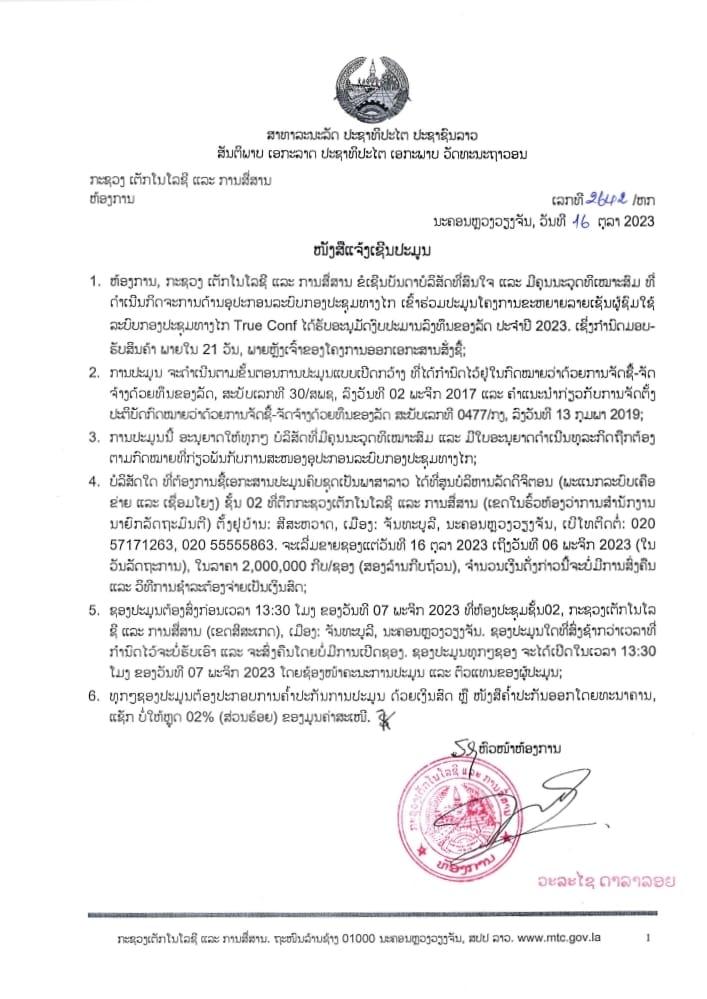 ສາທາລະນະລັດ ປະຊາທິປະໄຕ ປະຊາຊົນລາວ
ສັນຕິພາບ ເອກະລາດ ປະຊາທິປະໄຕ ເອກະພາບ ວັດທະນະຖາວອນ
ກະຊວງ ເຕັກໂນໂລຊີ ແລະ ການສື່ສານ
ຫ້ອງການ
ເລກທີ 2642 /ຫກ
ນະຄອນຫຼວງວຽງຈັນ, ວັນທີ 16 ຕຸລາ 2023
ໜັງສືແຈ້ງເຊີນປະມູນ
1. ຫ້ອງການ, ກະຊວງ ເຕັກໂນໂລຊີ ແລະ ການສື່ສານ ຂໍເຊີນບັນດາບໍລິສັດທີ່ສົນໃຈ ແລະ ມີຄຸນະວຸດທິເໝາະສົມ ທີ່
ດຳເນີນກິດຈະການດ້ານອຸປະກອນລະບົບກອງປະຊຸມທາງໄກ ເຂົ້າຮ່ວມປະມູນໂຄງການຂະຫຍາຍລາຍເຊັນຜູ້ຊົມໃຊ້
ລະບົບກອງປະຊຸມທາງໄກ True Conf ໄດ້ຮັບອະນຸມັດງົບປະມານລົງທຶນຂອງລັດ ປະຈຳປີ 2023. ເຊິ່ງກຳນົດມອບ-
ຮັບສິນຄ້າ ພາຍໃນ 21 ວັນ, ພາຍຫຼັງເຈົ້າຂອງໂຄງການອອກເອກະສານສັ່ງຊື້;
2. ການປະມູນ ຈະດຳເນີນຕາມຂັ້ນຕອນການປະມູນແບບເປີດກວ້າງ ທີ່ໄດ້ກຳນົດໄວ້ຢູ່ໃນກົດໝາຍວ່າດ້ວຍການຈັດຊື້-ຈັດ
ຈ້າງດ້ວຍທຶນຂອງລັດ, ສະບັບເລກທີ 30/ສພຊ, ລົງວັນທີ 02 ພະຈິກ 2017 ແລະ ຄຳແນະນຳກ່ຽວກັບການຈັດຕັ້ງ
ປະຕິບັດກົດໝາຍວ່າດ້ວຍການຈັດຊື້-ຈັດຈ້າງດ້ວຍທຶນຂອງລັດ ສະບັບເລກທີ 0477/ກງ, ລົງວັນທີ 13 ກຸມພາ 2019;
3. ການປະມູນນີ້ ອະນຸຍາດໃຫ້ທຸກໆ ບໍລິສັດທີ່ມີຄຸນະວຸດທິເໝາະສົມ ແລະ ມີໃບອະນຸຍາດດຳເນີນທຸລະກິດຖືກຕ້ອງ
ຕາມກົດໝາຍທີ່ກ່ຽວພັນກັບການສະໜອງອຸປະກອນລະບົບກອງປະຊຸມທາງໄກ;
4. ບໍລິສັດໃດ ທີ່ຕ້ອງການຊື້ເອກະສານປະມູນຄົບຊຸດເປັນພາສາລາວ ໄດ້ທີ່ສູນບໍລິຫານລັດດິຈິຕອນ (ພະແນກລະບົບເຄືອ
ຂ່າຍ ແລະ ເຊື່ອມໂຍງ) ຊັ້ນ 02 ທີ່ຕຶກກະຊວງເຕັກໂນໂລຊີ ແລະ ການສື່ສານ (ເຂດໃນຮົ້ວຫ້ອງວ່າການສຳນັກງານ
ນາຍົກລັດຖະມົນຕີ) ຕັ້ງຢູ່ບ້ານ: ສີສະຫວາດ, ເມືອງ: ຈັນທະບູລີ, ນະຄອນຫຼວງວຽງຈັນ, ເບີໂທຕິດຕໍ່: 020
57171263, 020 55555863. ຈະເລີ່ມຂາຍຊອງແຕ່ວັນທີ 16 ຕຸລາ 2023 ເຖິງວັນທີ 06 ພະຈິກ 2023 (ໃນ
ວັນລັດຖະການ), ໃນລາຄາ 2,000,000 ກີບ/ຊອງ (ສອງລ້ານກີບຖ້ວນ), ຈຳນວນເງິນດັ່ງກ່າວນີ້ຈະບໍ່ມີການສົ່ງຄືນ
ແລະ ວິທີການຊຳລະຕ້ອງຈ່າຍເປັນເງິນສົດ;
5. ຊອງປະມູນຕ້ອງສົ່ງກ່ອນເວລາ 13:30 ໂມງ ຂອງວັນທີ 07 ພະຈິກ 2023 ທີ່ຫ້ອງປະຊຸມຊັ້ນ02, ກະຊວງເຕັກໂນໂລ
ຊີ ແລະ ການສື່ສານ (ເຂດສີສະເກດ), ເມືອງ: ຈັນທະບູລີ, ນະຄອນຫຼວງວຽງຈັນ. ຊອງປະມູນໃດທີ່ສົ່ງຊ້າກວ່າເວລາທີ່
ກຳນົດໄວ້ຈະບໍ່ຮັບເອົາ ແລະ ຈະສົ່ງຄືນໂດຍບໍ່ມີການເປີດຊອງ. ຊອງປະມູນທຸກໆຊອງ ຈະໄດ້ເປີດໃນເວລາ 13:30
ໂມງ ຂອງວັນທີ 07 ພະຈິກ 2023 ໂດຍຊ້ອງໜ້າຄະນະການປະມູນ ແລະ ຕົວແທນຂອງຜູ້ປະມູນ;
6. ທຸກໆຊອງປະມູນຕ້ອງປະກອບການຄ້ຳປະກັນການປະມູນ ດ້ວຍເງິນສົດ ຫຼື ໜັງສືຄ້ຳປະກັນອອກໂດຍທະນາຄານ,
ແຊັກ ບໍ່ໃຫ້ຫຼຸດ 02% (ສ່ວນຮ້ອຍ) ຂອງມູນຄ່າສະເໜີ.
ຫົວໜ້າຫ້ອງການ
ກະຊວງເຕັກໂນໂລຊີ ແລະ ການສື່ສານ
ຫ້ອງການ
ວະລະໄຊ ດາລາລອຍ
ກະຊວງເຕັກໂນໂລຊີ ແລະ ການສື່ສານ. ຖະໜົນລ້ານຊ້າງ 01000 ນະຄອນຫຼວງວຽງຈັນ, ສປປ ລາວ. www.mtc.gov.la 1